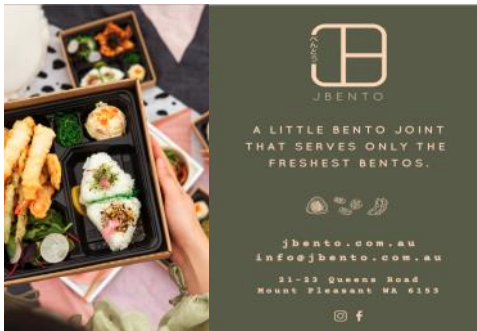 JBENTO
A LITTLE BENTO JOINT
THAT SERVES ONLY THE
FRESHEST BENTOS.
jbento.com.au
info@jbento.com.au
21-23 Queens Road
Mount Pleasant WA 6153